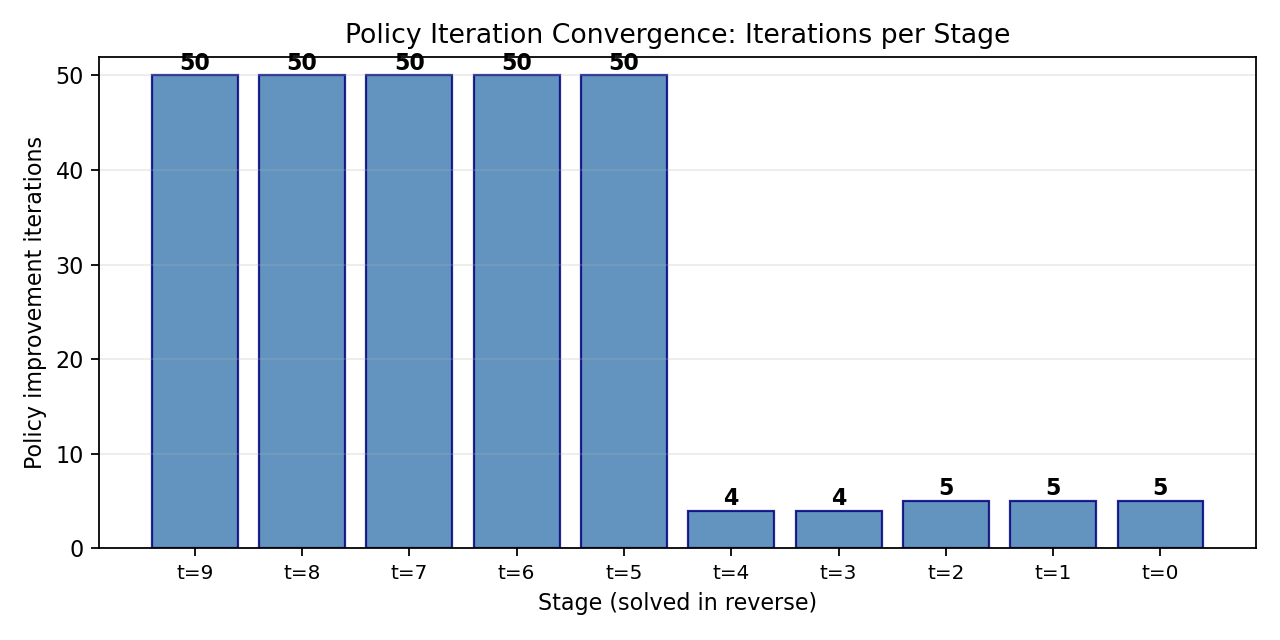 Policy Iteration Convergence: Iterations per Stage
50 50 50 50 50 4 4 5 5 5
Policy improvement iterations
50
40
30
20
10
0
t=9 t=8 t=7 t=6 t=5 t=4 t=3 t=2 t=1 t=0
Stage (solved in reverse)